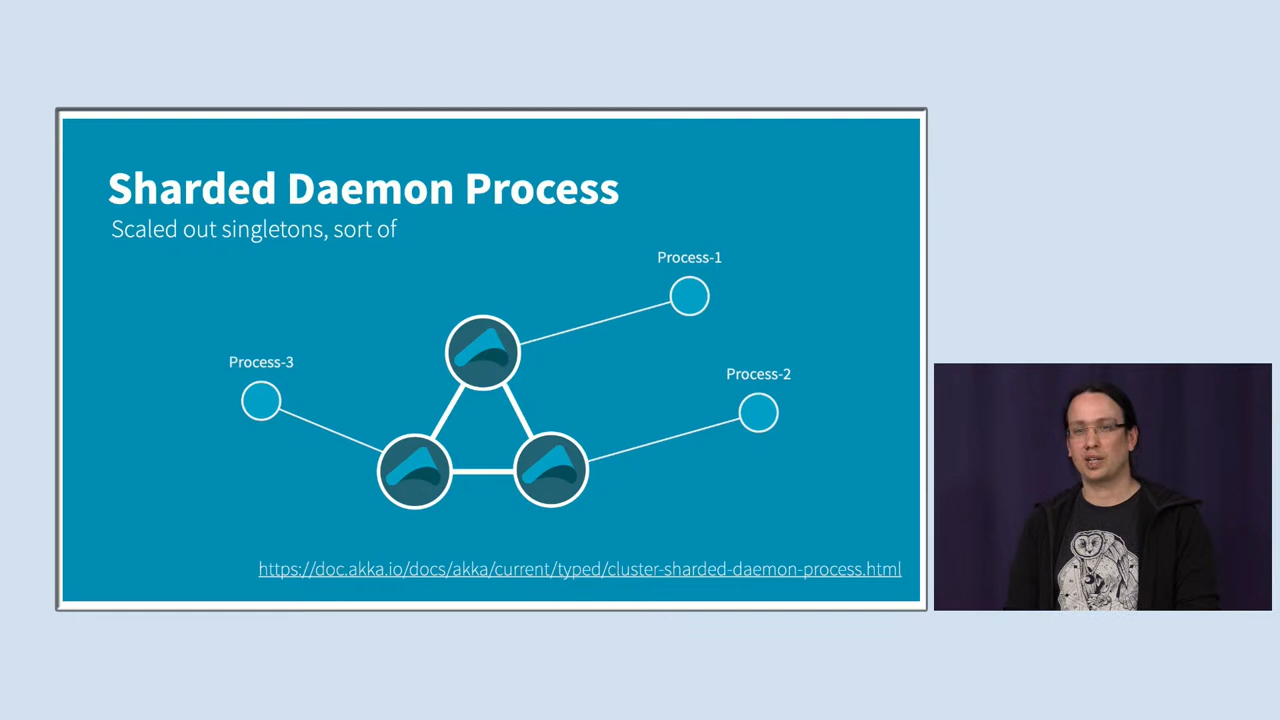 Sharded Daemon Process
Scaled out singletons, sort of
Process-1
Process-3
Process-2
https://doc.akka.io/docs/akka/current/typed/cluster-sharded-daemon-process.html